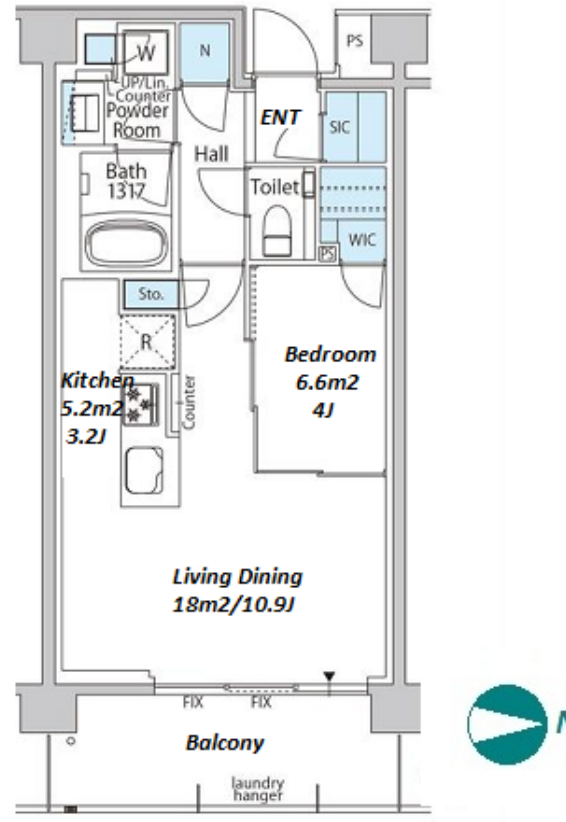 PS
W
N
UP/Lin.
Counter
Powder
Room
ENT
SIC
Hall
Bath
1317
Toilet
WIC
PS
Sto.
R
Bedroom
6.6m2
4J
Kitchen
5.2m2
3.2J
Counter
Living Dining
18m2/10.9J
FIX
FIX
Balcony
laundry
hanger